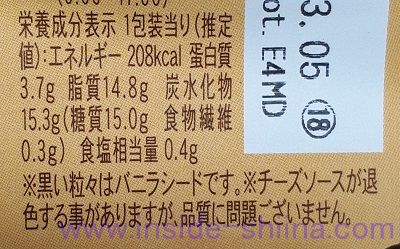 栄養成分表示 1包装当り(推定
値):エネルギー 208kcal 蛋白質
3.7g 脂質14.8g 炭水化物
15.3g(糖質15.0g 食物繊維
0.3g) 食塩相当量 0.4g
※黒い粒々はバニラシードです。※チーズソースが退
色する事がありますが、品質に問題ございません。
3.05 ⑱
ot. E4MD
www.inside-shiina.com